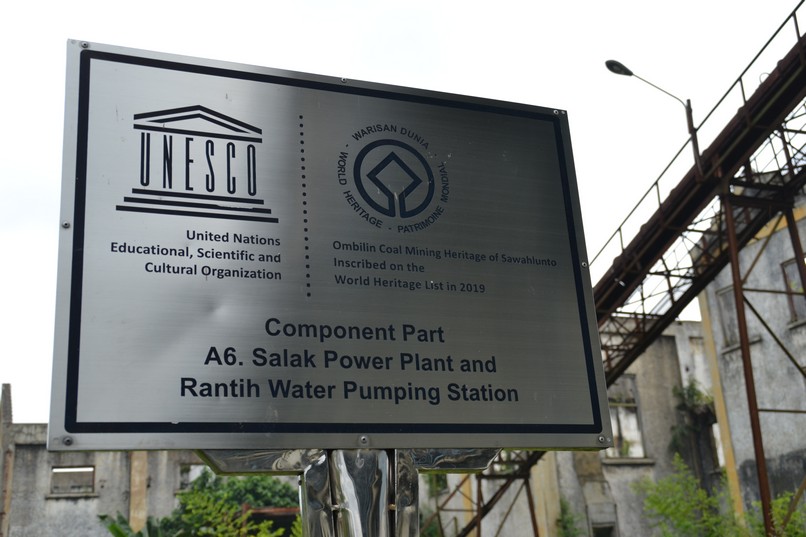 UNESCO
United Nations
Educational, Scientific and
Cultural Organization
WARISAN DUNIA · WORLD HERITAGE · PATRIMOINE MONDIAL ·
Ombilin Coal Mining Heritage of Sawahlunto
Inscribed on the
World Heritage List in 2019
Component Part
A6. Salak Power Plant and
Rantih Water Pumping Station